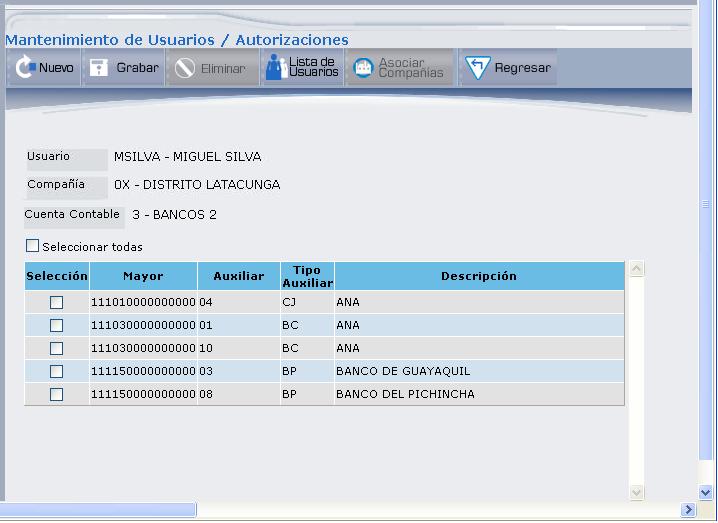 Mantenimiento de Usuarios / Autorizaciones
Nuevo Grabar Eliminar Lista de Usuarios Asociar Compañías Regresar
Usuario MSILVA - MIGUEL SILVA
Compañía 0X - DISTRITO LATACUNGA
Cuenta Contable 3 - BANCOS 2
Seleccionar todas
Selección Mayor Auxiliar Tipo Auxiliar Descripción
111010000000000 04 CJ ANA
111030000000000 01 BC ANA
111030000000000 10 BC ANA
111150000000000 03 BP BANCO DE GUAYAQUIL
111150000000000 08 BP BANCO DEL PICHINCHA